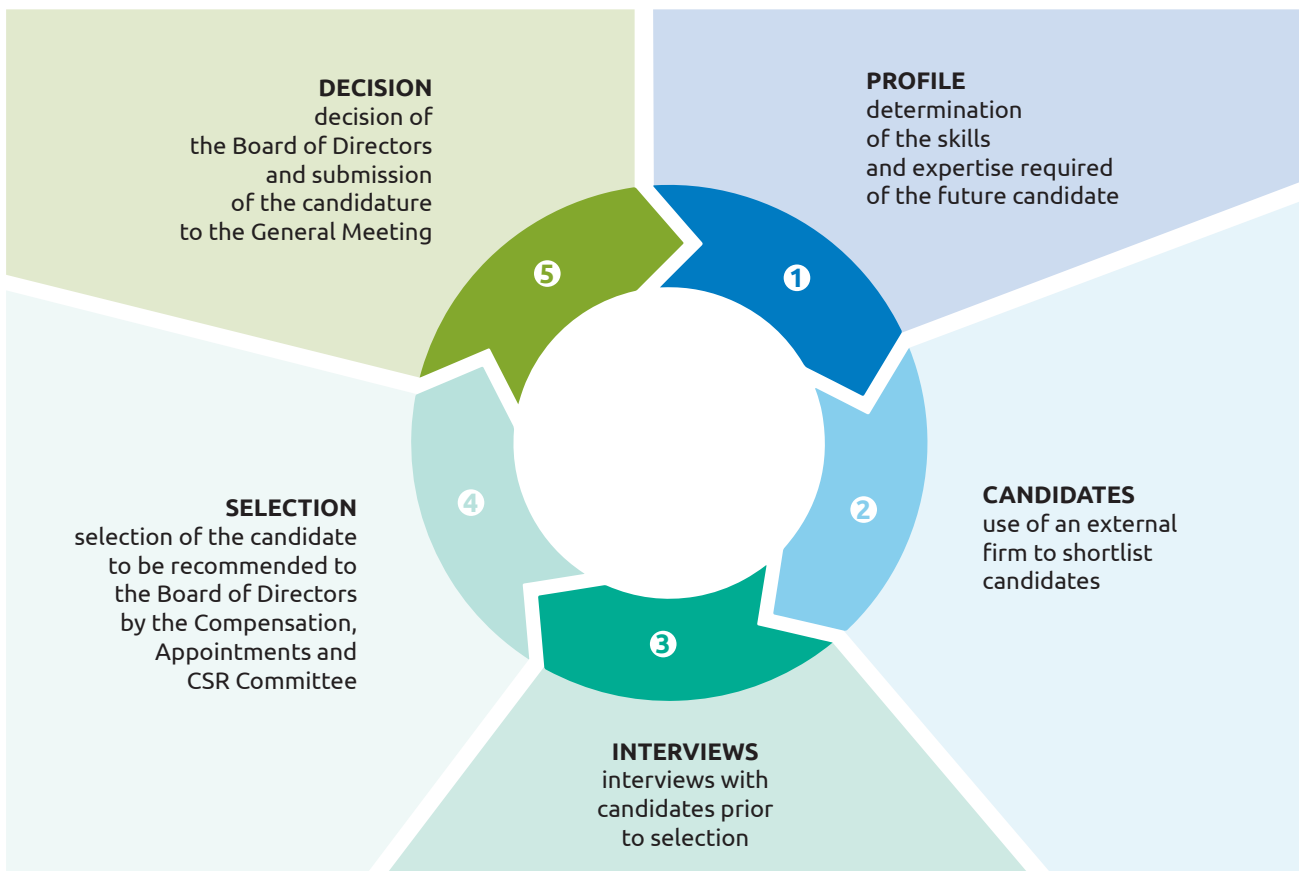 PROFILE
determination
of the skills
and expertise required
of the future candidate
1
CANDIDATES
use of an external
firm to shortlist
candidates
2
INTERVIEWS
interviews with
candidates prior
to selection
3
SELECTION
selection of the candidate
to be recommended to
the Board of Directors
by the Compensation,
Appointments and
CSR Committee
4
DECISION
decision of
the Board of Directors
and submission
of the candidature
to the General Meeting
5